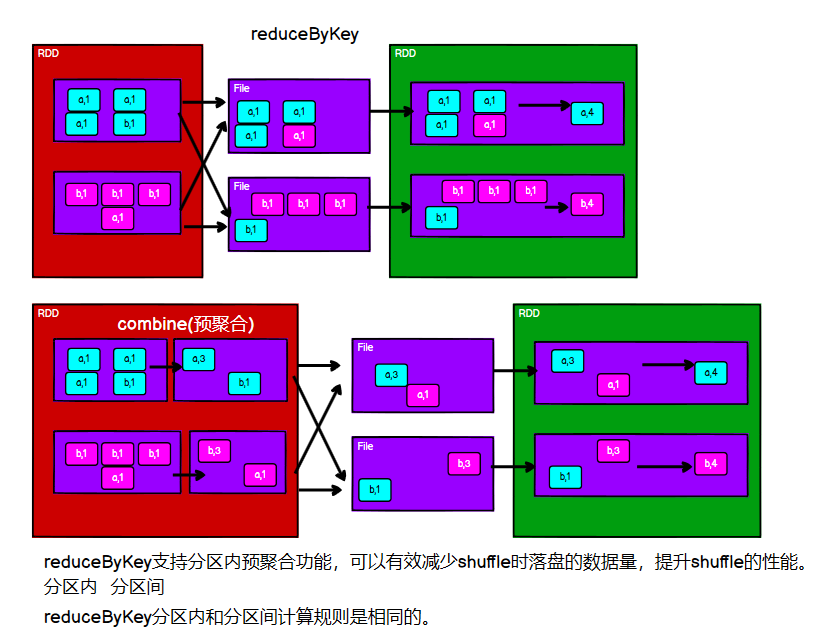 reduceByKey
RDD
RDD
File
a,1 a,1
a,1 b,1
a,1 a,1
a,1 a,1
a,1 a,1
a,1 a,1
a,4
b,1 b,1 b,1
a,1
File
b,1 b,1 b,1
b,1
b,1 b,1 b,1
b,1
b,4
RDD
combine(预聚合)
RDD
File
a,1 a,1
a,1 b,1
a,3
b,1
a,3
a,1
a,3
a,1
a,4
b,1 b,1 b,1
a,1
b,3
a,1
File
b,3
b,1
b,3
b,1
b,4
reduceByKey支持分区内预聚合功能，可以有效减少shuffle时落盘的数据量，提升shuffle的性能。
分区内 分区间
reduceByKey分区内和分区间计算规则是相同的。